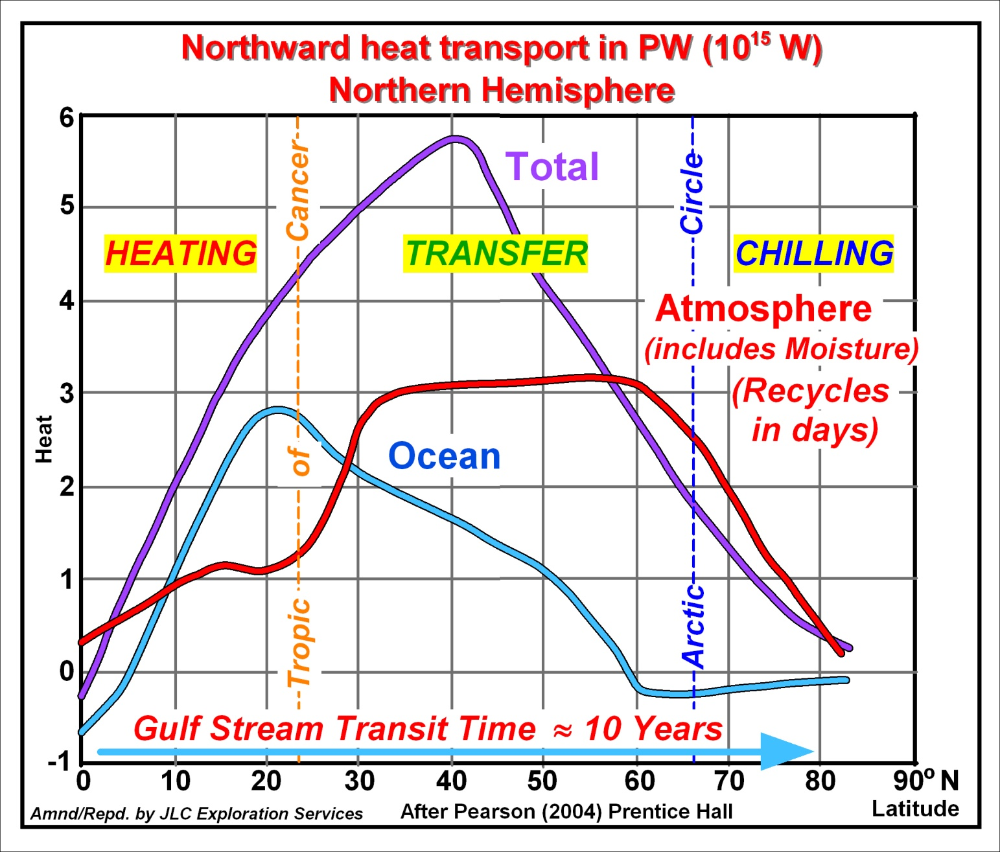 Northward heat transport in PW (10¹⁵ W)
Northern Hemisphere
6
5
4
3
2
1
0
-1
Heat
Tropic of Cancer
Arctic Circle
Total
HEATING
TRANSFER
CHILLING
Atmosphere
(includes Moisture)
(Recycles
in days)
Ocean
Gulf Stream Transit Time ≈ 10 Years
0 10 20 30 40 50 60 70 80 90º N
Latitude
Amnd/Repd. by JLC Exploration Services
After Pearson (2004) Prentice Hall